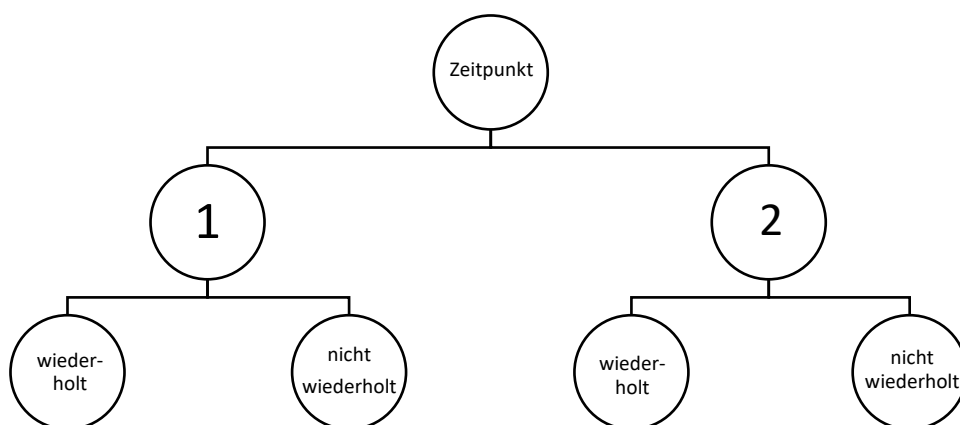 Zeitpunkt
1
2
wieder-
holt
nicht
wiederholt
wieder-
holt
nicht
wiederholt